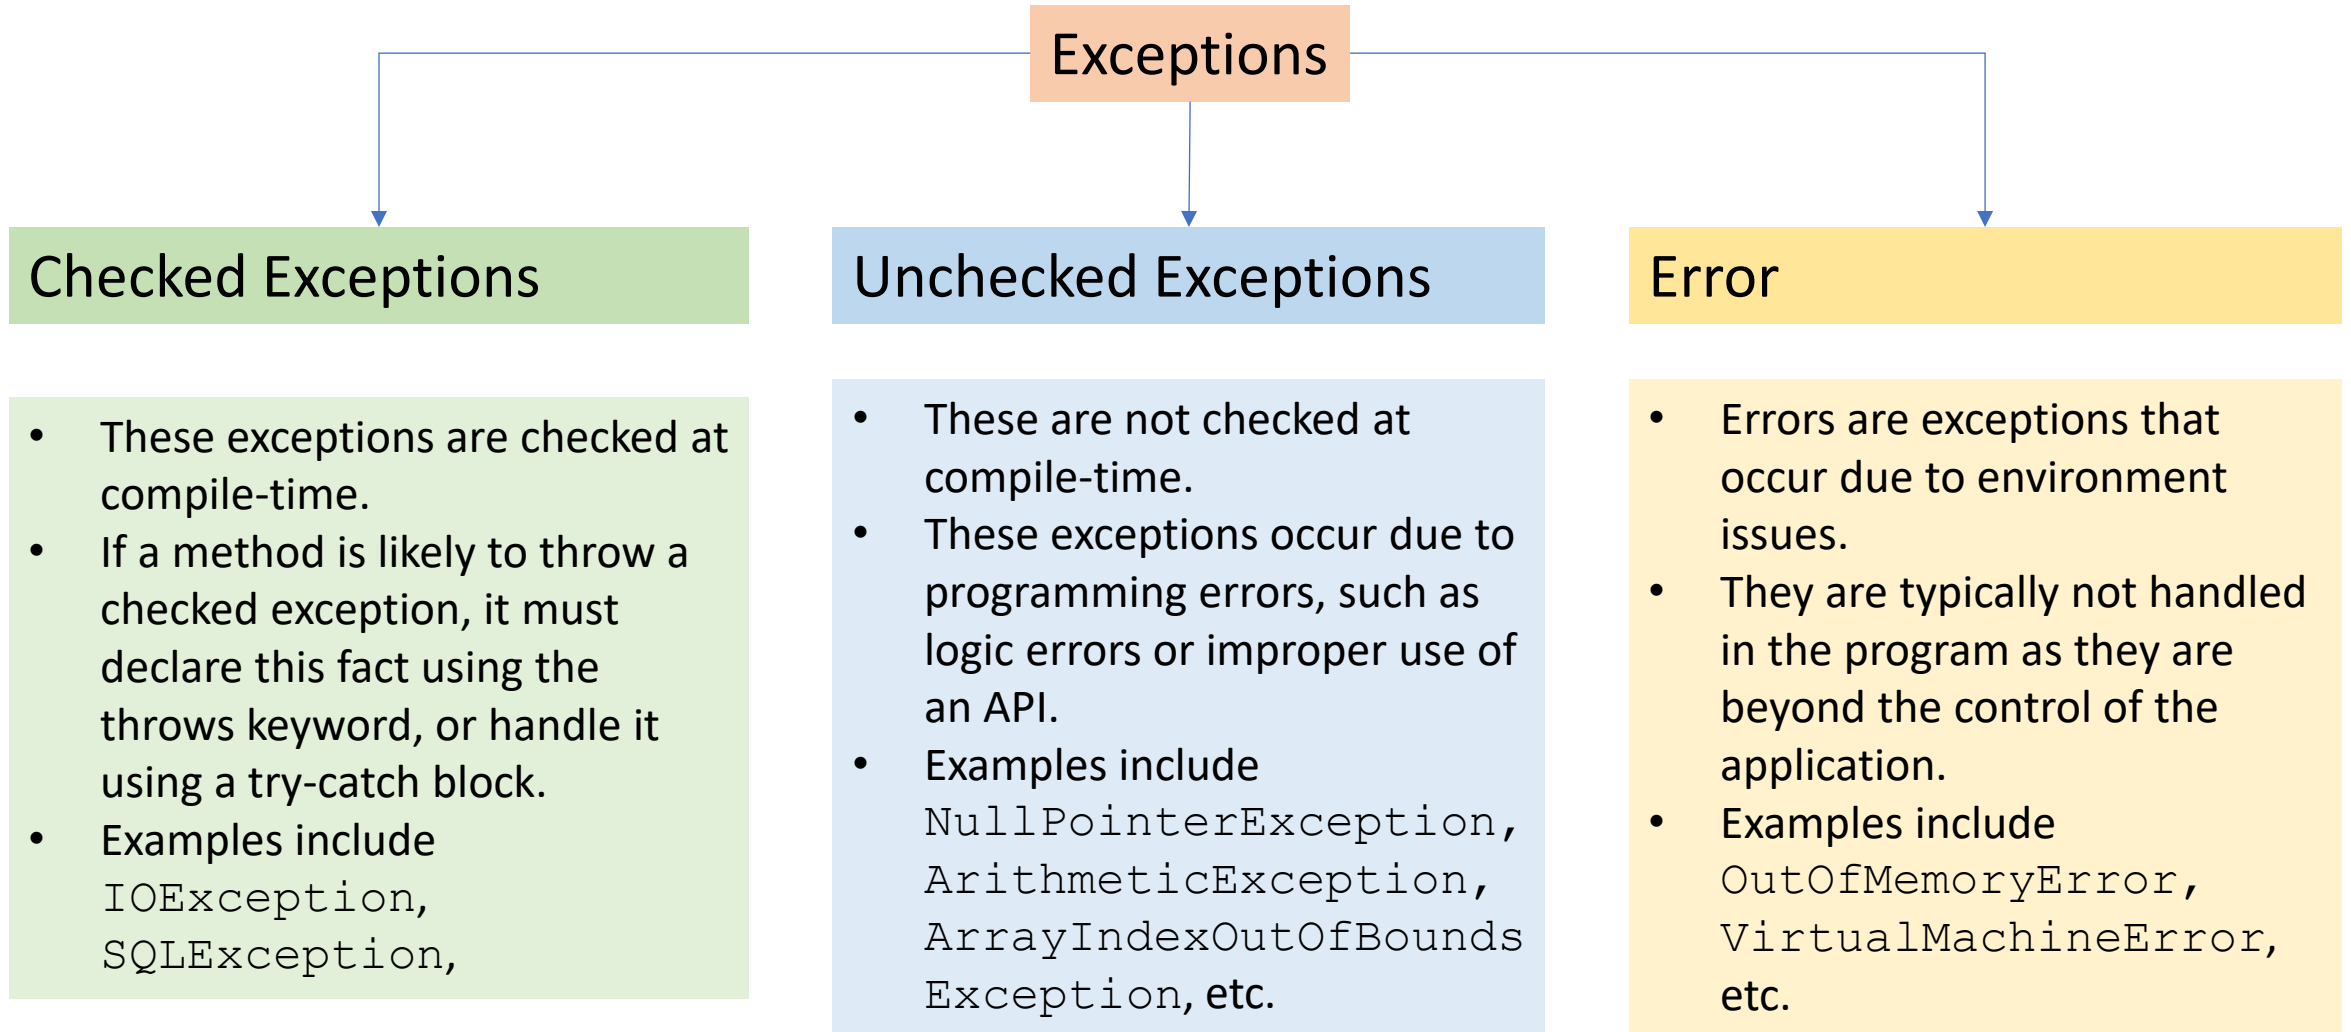 Exceptions
Checked Exceptions
• These exceptions are checked at
compile-time.
• If a method is likely to throw a
checked exception, it must
declare this fact using the
throws keyword, or handle it
using a try-catch block.
• Examples include
IOException,
SQLException,
Unchecked Exceptions
• These are not checked at
compile-time.
• These exceptions occur due to
programming errors, such as
logic errors or improper use of
an API.
• Examples include
NullPointerException,
ArithmeticException,
ArrayIndexOutOfBounds
Exception, etc.
Error
• Errors are exceptions that
occur due to environment
issues.
• They are typically not handled
in the program as they are
beyond the control of the
application.
• Examples include
OutOfMemoryError,
VirtualMachineError,
etc.